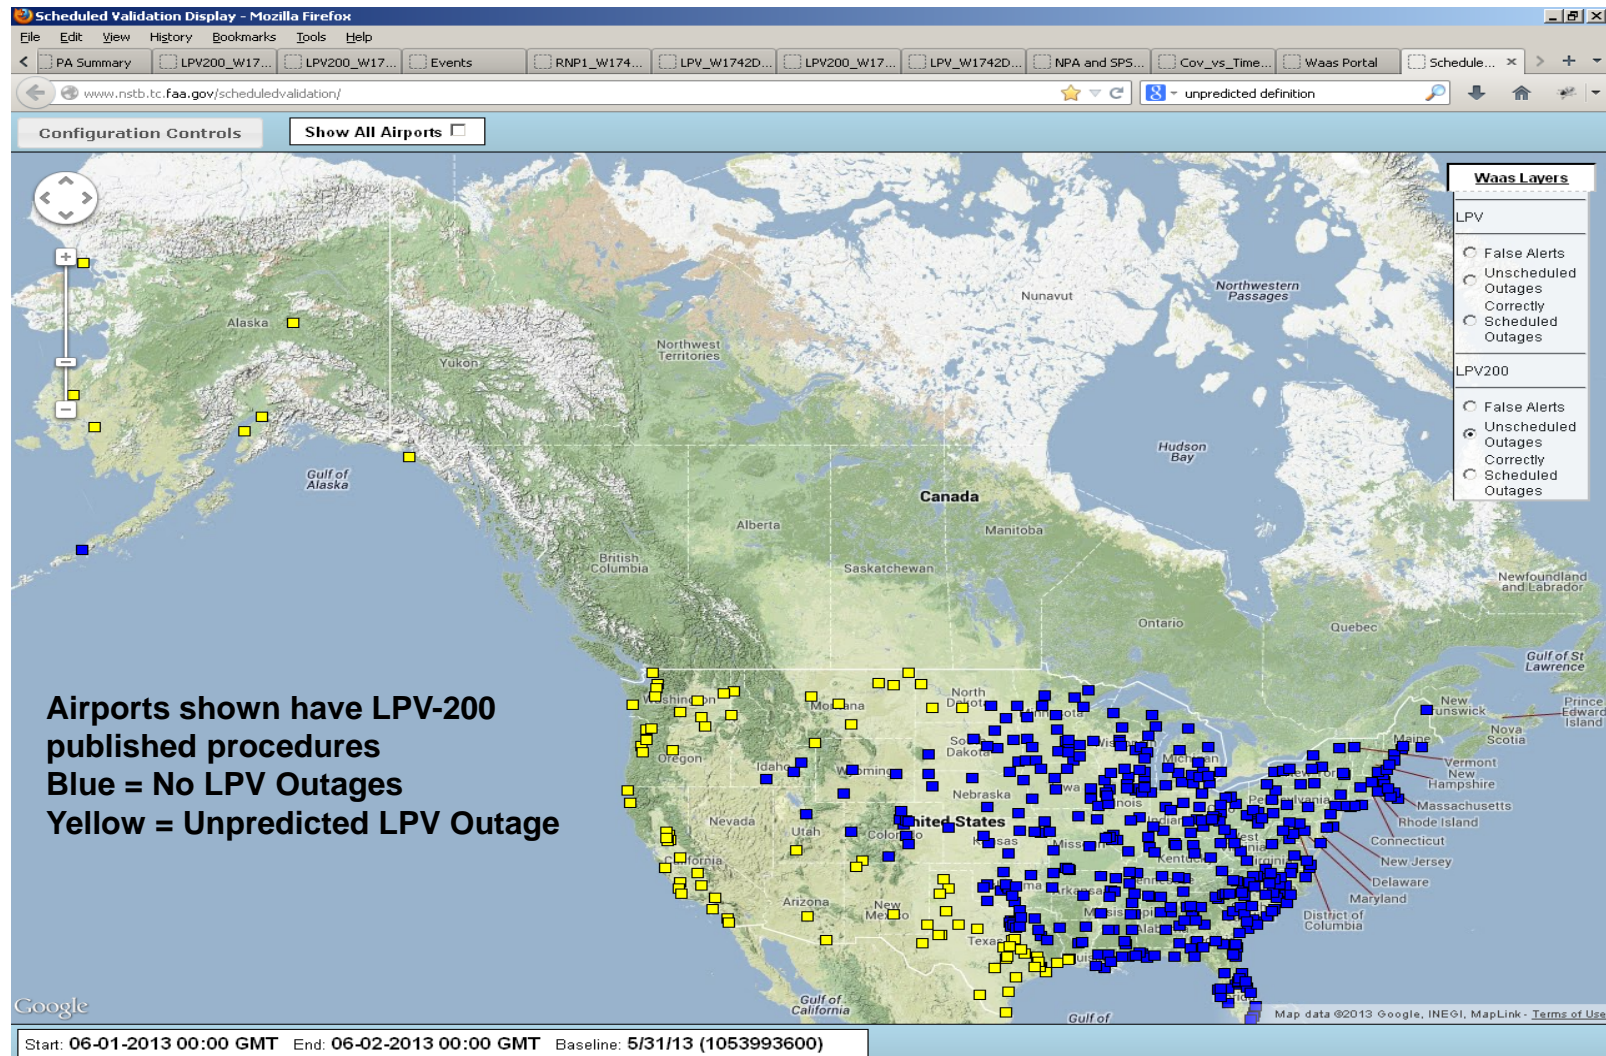 Scheduled Validation Display - Mozilla Firefox
File Edit View History Bookmarks Tools Help
PA Summary LPV200_W17... LPV200_W17... Events RNP1_W174... LPV_W1742D... LPV200_W17... LPV_W1742D... NPA and SPS... Cov_vs_Time... Waas Portal Schedule...
www.nstb.tc.faa.gov/scheduledvalidation/
unpredicted definition
Configuration Controls
Show All Airports
Waas Layers
LPV
False Alerts
Unscheduled
Outages
Correctly
Scheduled
Outages
LPV200
False Alerts
Unscheduled
Outages
Correctly
Scheduled
Outages
Northwestern
Passages
Nunavut
Alaska
Northwest
Territories
Yukon
Hudson
Bay
Gulf of
Alaska
Canada
Alberta
Manitoba
British
Columbia
Saskatchewan
Newfoundland
and Labrador
Ontario
Quebec
Gulf of St
Lawrence
Airports shown have LPV-200
published procedures
Blue = No LPV Outages
Yellow = Unpredicted LPV Outage
North
Dakota
Montana
New
Brunswick
Prince
Edward
Island
Nova
Scotia
Maine
Oregon
Idaho
Wyoming
Michigan
Vermont
New
Hampshire
Nebraska
Massachusetts
Rhode Island
Nevada
Utah
Colorado
United States
Kansas
Connecticut
New Jersey
California
Kentucky
Delaware
Maryland
Arizona
New
Mexico
District of
Columbia
Texas
Google
Gulf of
California
Gulf of
Map data ©2013 Google, INEGI, MapLink - Terms of Use
Start: 06-01-2013 00:00 GMT End: 06-02-2013 00:00 GMT Baseline: 5/31/13 (1053993600)